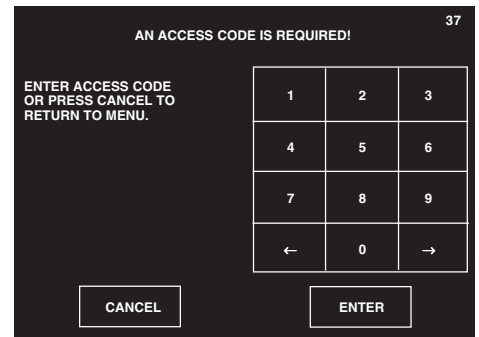 37
AN ACCESS CODE IS REQUIRED!
ENTER ACCESS CODE
OR PRESS CANCEL TO
RETURN TO MENU.
1 2 3
4 5 6
7 8 9
← 0 →
CANCEL ENTER